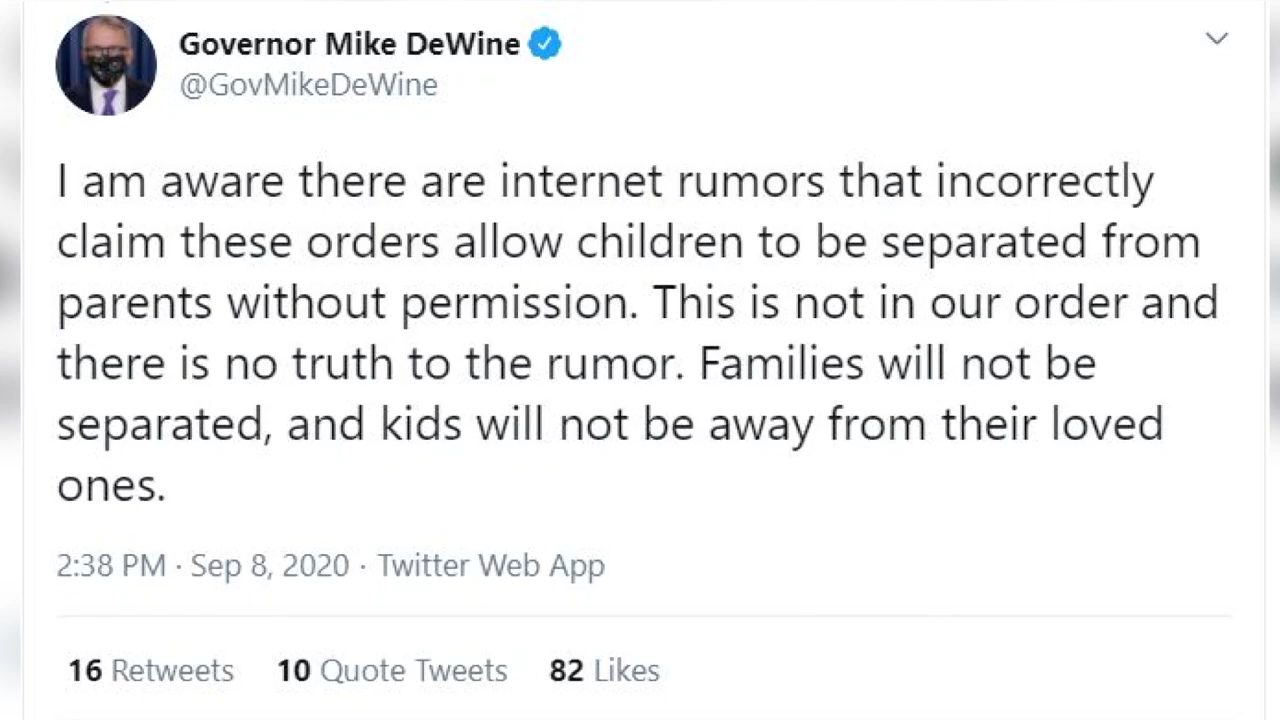 Governor Mike DeWine
@GovMikeDeWine
I am aware there are internet rumors that incorrectly
claim these orders allow children to be separated from
parents without permission. This is not in our order and
there is no truth to the rumor. Families will not be
separated, and kids will not be away from their loved
ones.
2:38 PM · Sep 8, 2020 · Twitter Web App
16 Retweets 10 Quote Tweets 82 Likes